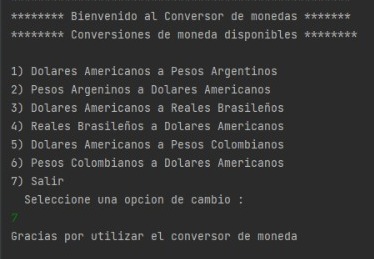 ******** Bienvenido al Conversor de monedas *******
******** Conversiones de moneda disponibles ********
1) Dolares Americanos a Pesos Argentinos
2) Pesos Argeninos a Dolares Americanos
3) Dolares Americanos a Reales Brasileños
4) Reales Brasileños a Dolares Americanos
5) Dolares Americanos a Pesos Colombianos
6) Pesos Colombianos a Dolares Americanos
7) Salir
Seleccione una opcion de cambio :
7
Gracias por utilizar el conversor de moneda